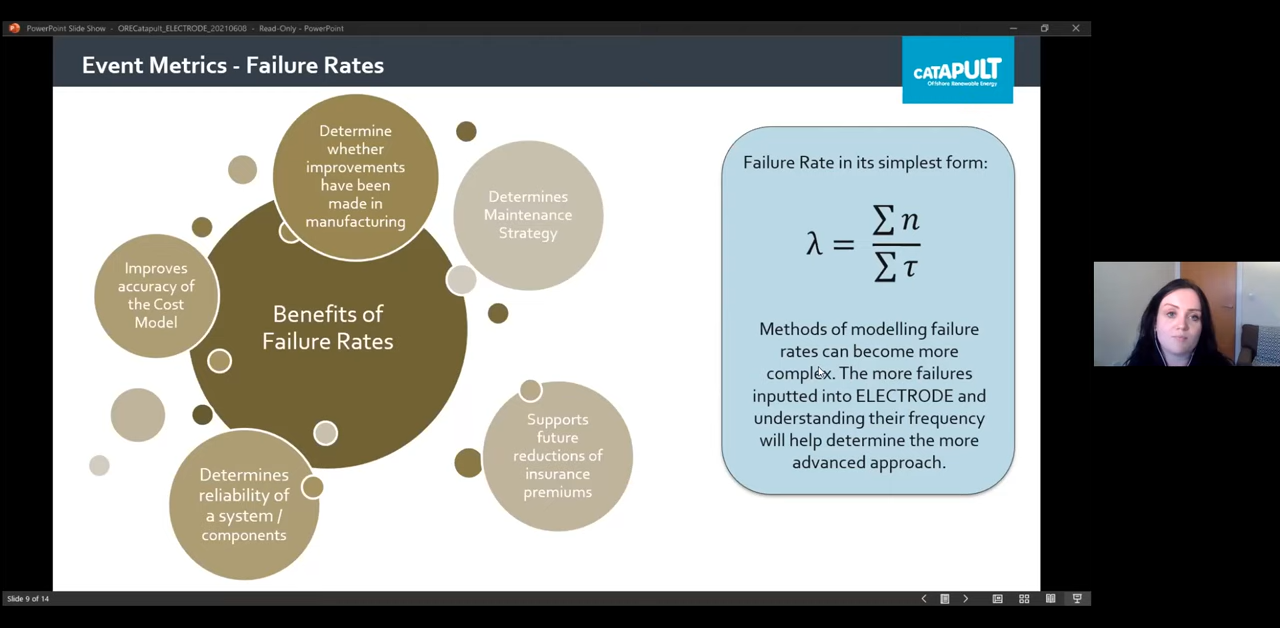 PowerPoint Slide Show - ORECatapult_ELECTRODE_20210608 - Read-Only - PowerPoint
Event Metrics - Failure Rates
CATAPULT
Offshore Renewable Energy
Determine
whether
improvements
have been
made in
manufacturing
Determines
Maintenance
Strategy
Improves
accuracy of
the Cost
Model
Benefits of
Failure Rates
Supports
future
reductions of
insurance
premiums
Determines
reliability of
a system /
components
Failure Rate in its simplest form:
λ = ∑ n / ∑ τ
Methods of modelling failure
rates can become more
complex. The more failures
inputted into ELECTRODE and
understanding their frequency
will help determine the more
advanced approach.
Slide 9 of 14